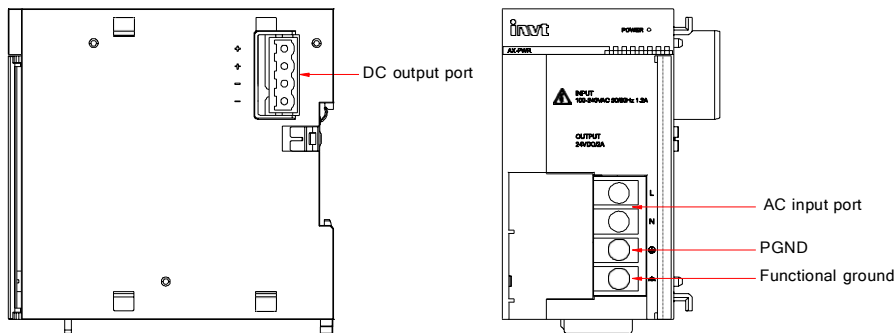 +
+
−
−
DC output port
invt
POWER
AX-PWR
INPUT
100-240VAC 50/60Hz 1.2A
OUTPUT
24VDC/2A
L
N
AC input port
PGND
Functional ground